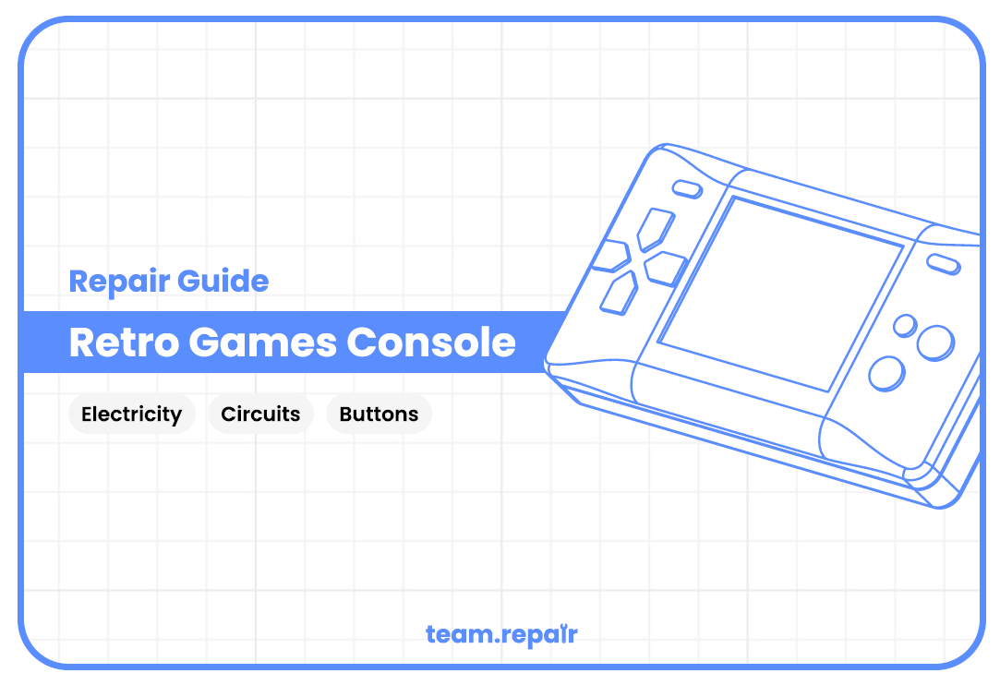 Repair Guide
Retro Games Console
Electricity Circuits Buttons
team.repair